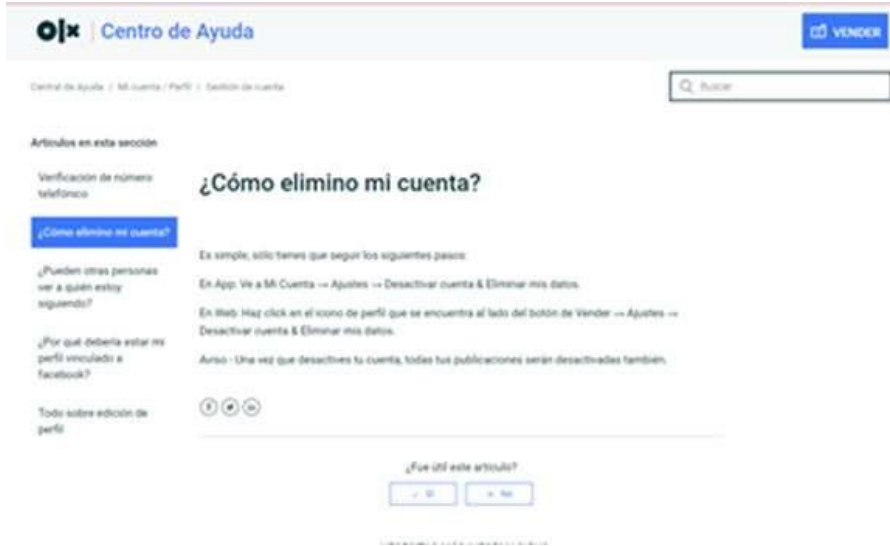 olx Centro de Ayuda
VENDER
Central de Ayuda / Mi cuenta / Perfil / Gestión de cuenta
Buscar
Artículos en esta sección
Verificación de número
telefónico
¿Cómo elimino mi cuenta?
¿Pueden otras personas
ver a quién estoy
siguiendo?
¿Por qué debería estar mi
perfil vinculado a
facebook?
Todo sobre edición de
perfil
¿Cómo elimino mi cuenta?
Es simple, sólo tienes que seguir los siguientes pasos:
En App: Ve a Mi Cuenta → Ajustes → Desactivar cuenta & Eliminar mis datos.
En Web: Haz click en el icono de perfil que se encuentra al lado del botón de Vender → Ajustes →
Desactivar cuenta & Eliminar mis datos.
Aviso - Una vez que desactives tu cuenta, todas tus publicaciones serán desactivadas también.
¿Fue útil este artículo?
✓ Sí × No